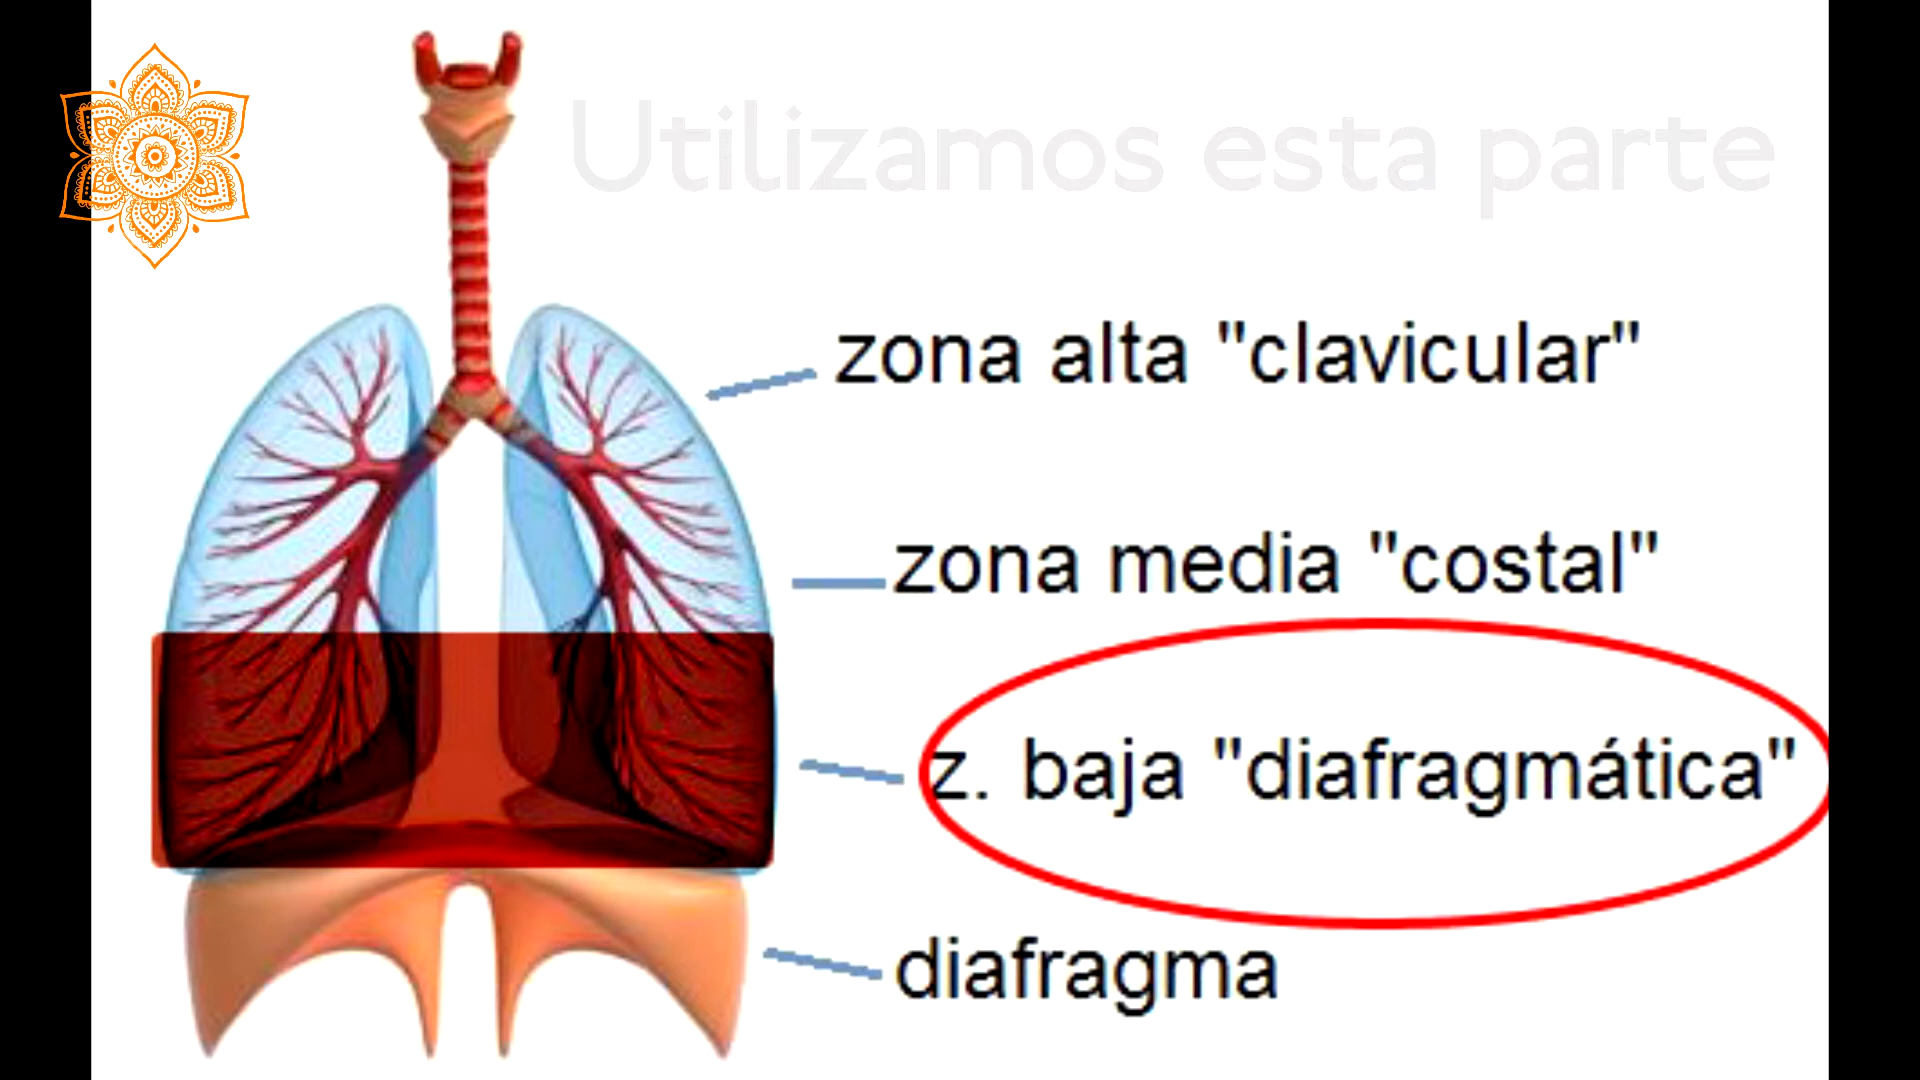 Utilizamos esta parte
zona alta "clavicular"
zona media "costal"
z. baja "diafragmática"
diafragma